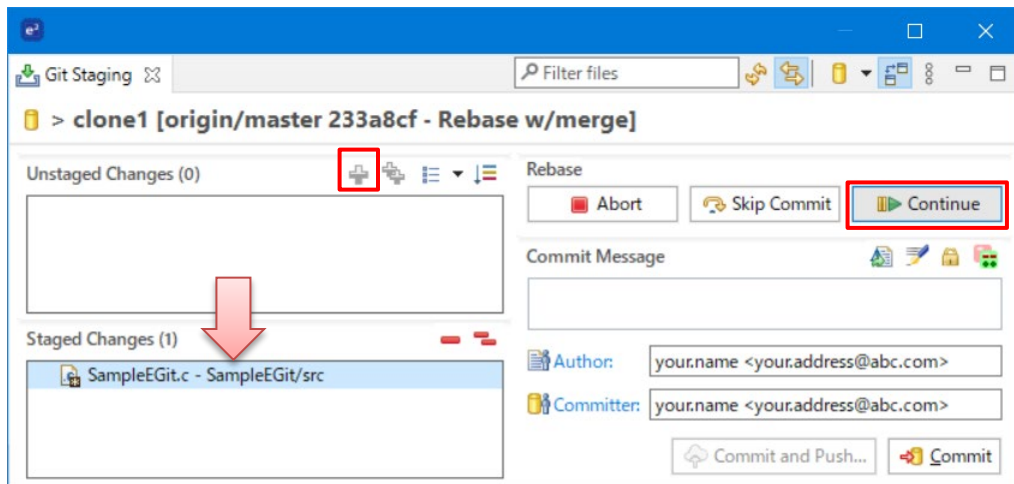 e²
Git Staging
Filter files
> clone1 [origin/master 233a8cf - Rebase w/merge]
Unstaged Changes (0)
Rebase
Abort
Skip Commit
Continue
Commit Message
Staged Changes (1)
SampleEGit.c - SampleEGit/src
Author:
your.name <your.address@abc.com>
Committer:
your.name <your.address@abc.com>
Commit and Push...
Commit